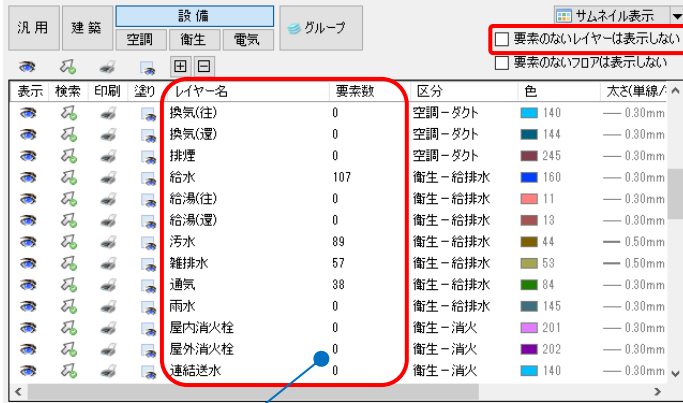 汎用 建築 設備 グループ サムネイル表示
空調 衛生 電気
要素のないレイヤーは表示しない
要素のないフロアは表示しない
表示 検索 印刷 塗り レイヤー名 要素数 区分 色 太さ(単線/
換気(往) 0 空調－ダクト 140 0.30mm
換気(還) 0 空調－ダクト 144 0.30mm
排煙 0 空調－ダクト 245 0.30mm
給水 107 衛生－給排水 160 0.30mm
給湯(往) 0 衛生－給排水 11 0.30mm
給湯(還) 0 衛生－給排水 13 0.30mm
汚水 89 衛生－給排水 44 0.50mm
雑排水 57 衛生－給排水 53 0.50mm
通気 38 衛生－給排水 84 0.30mm
雨水 0 衛生－給排水 145 0.30mm
屋内消火栓 0 衛生－消火 201 0.30mm
屋外消火栓 0 衛生－消火 202 0.30mm
連結送水 0 衛生－消火 140 0.30mm